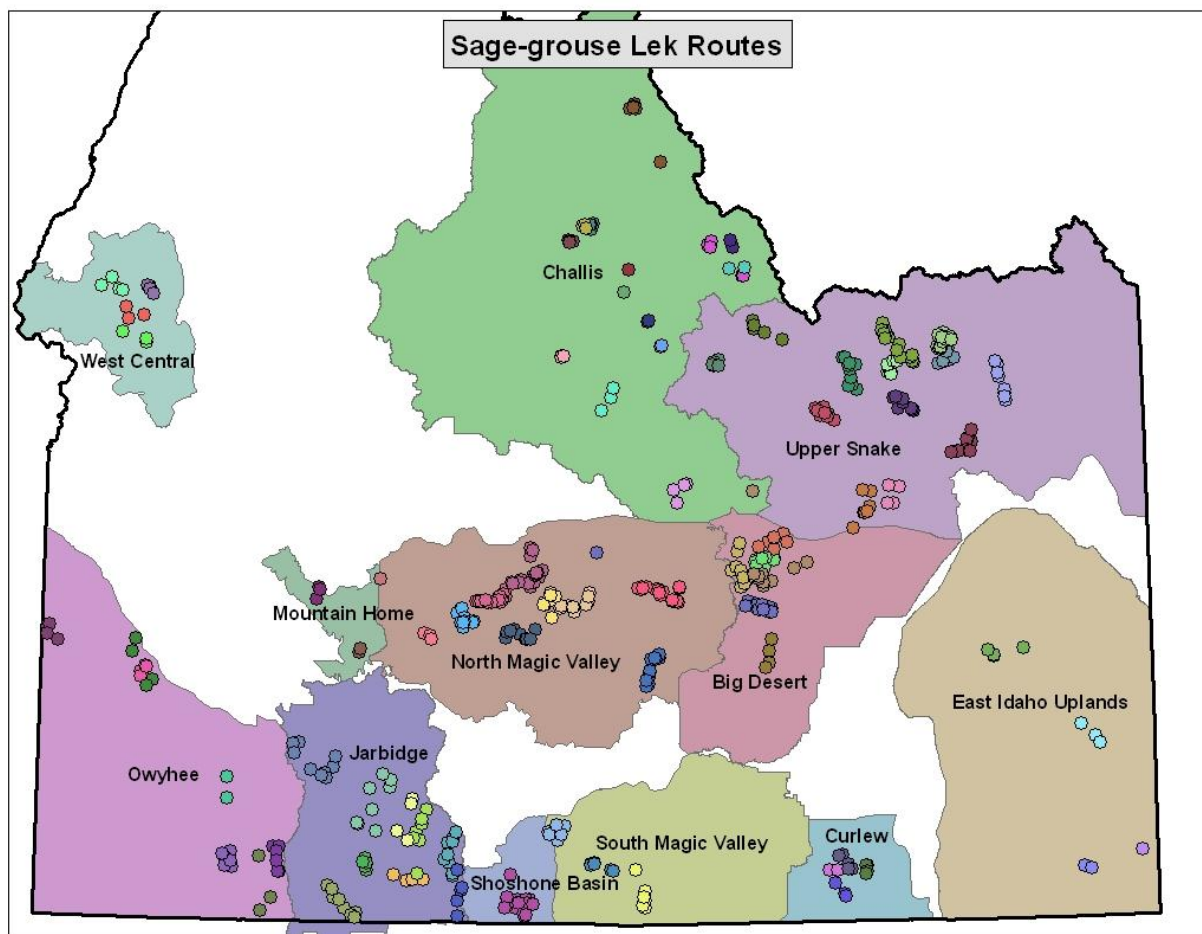 Sage-grouse Lek Routes
Challis
West Central
Upper Snake
Mountain Home
North Magic Valley
Big Desert
East Idaho Uplands
Owyhee
Jarbidge
South Magic Valley
Curlew
Shoshone Basin